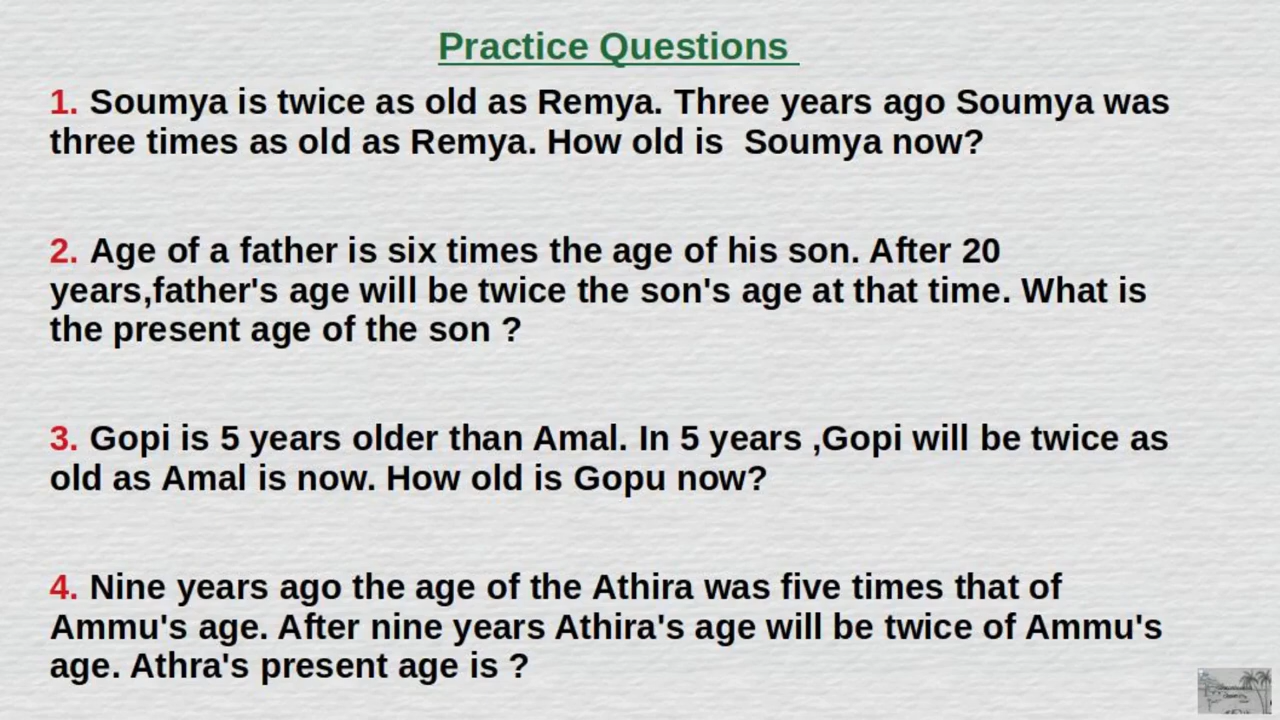 Practice Questions
1. Soumya is twice as old as Remya. Three years ago Soumya was
three times as old as Remya. How old is  Soumya now?
2. Age of a father is six times the age of his son. After 20
years,father's age will be twice the son's age at that time. What is
the present age of the son ?
3. Gopi is 5 years older than Amal. In 5 years ,Gopi will be twice as
old as Amal is now. How old is Gopu now?
4. Nine years ago the age of the Athira was five times that of
Ammu's age. After nine years Athira's age will be twice of Ammu's
age. Athra's present age is ?